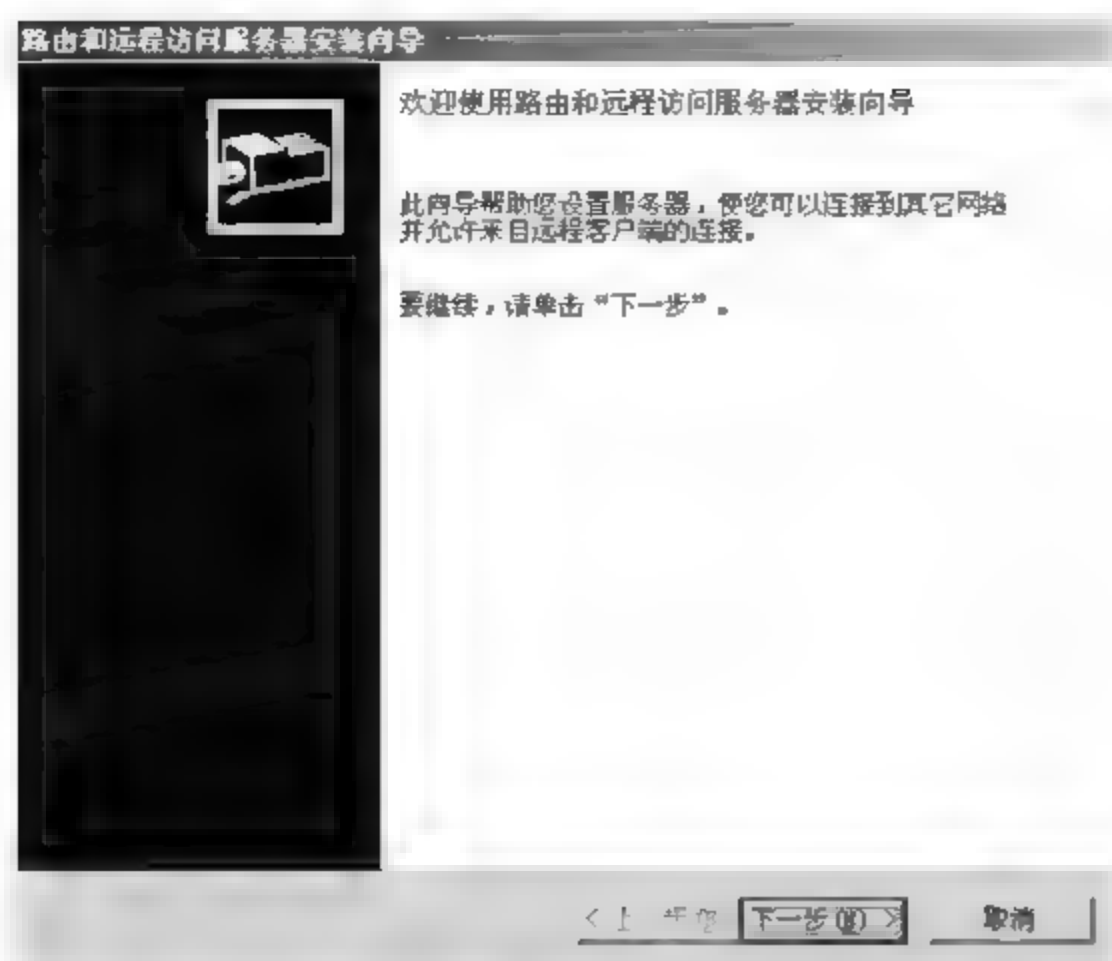 路由和远程访问服务器安装向导
欢迎使用路由和远程访问服务器安装向导
此向导帮助您设置服务器，使您可以连接到其它网络
并允许来自远程客户端的连接。
要继续，请单击“下一步”。
下一步(N) >
取消